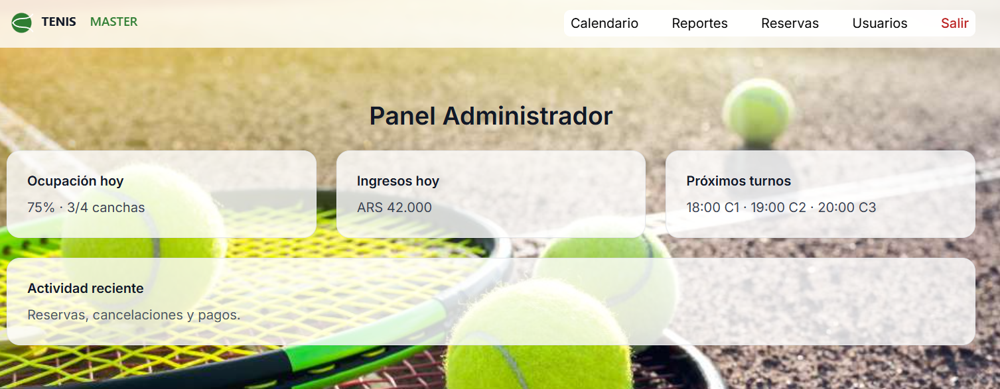 TENIS MASTER
Calendario Reportes Reservas Usuarios Salir
Panel Administrador
Ocupación hoy
75% · 3/4 canchas
Ingresos hoy
ARS 42.000
Próximos turnos
18:00 C1 · 19:00 C2 · 20:00 C3
Actividad reciente
Reservas, cancelaciones y pagos.